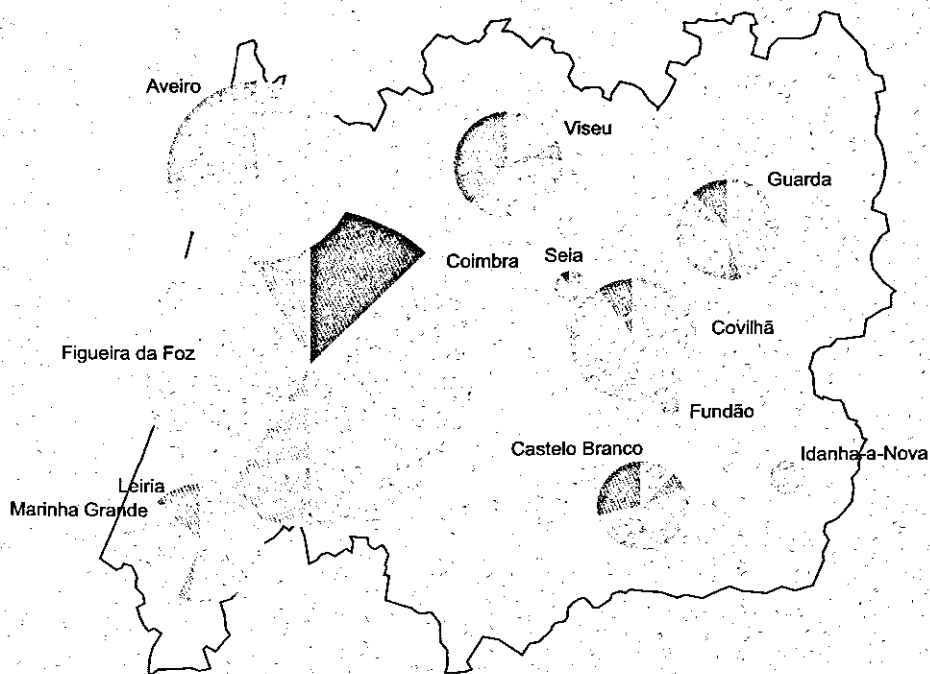 Aveiro
Viseu
Guarda
Coimbra
Seia
Covilhã
Figueira da Foz
Fundão
Castelo Branco
Idanha-a-Nova
Leiria
Marinha Grande